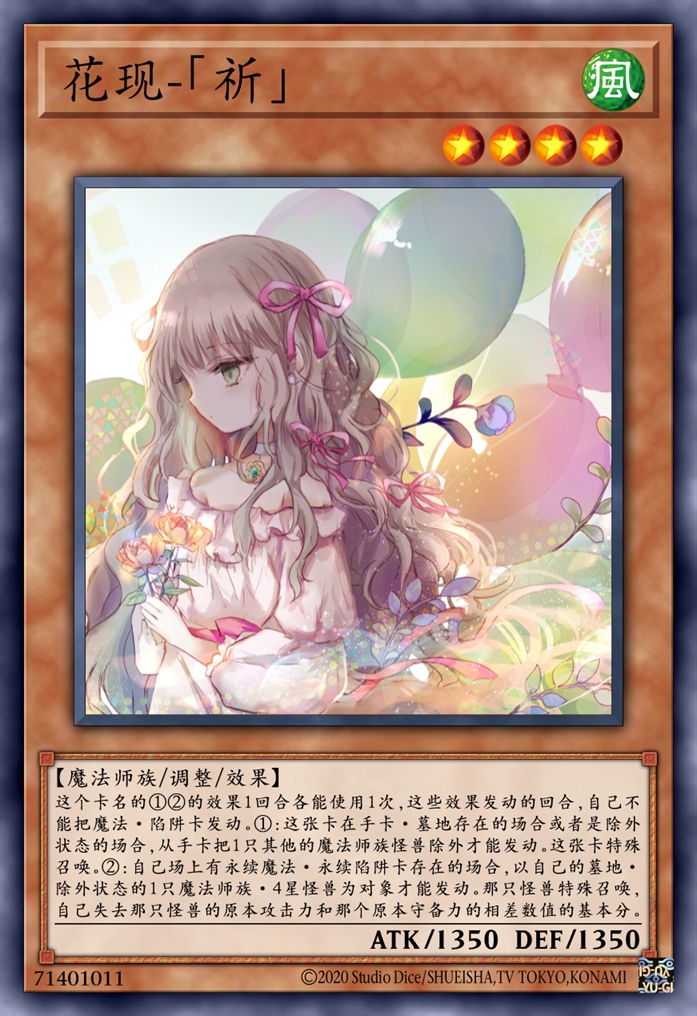 花现-「祈」
風
【魔法师族/调整/效果】
这个卡名的①②的效果1回合各能使用1次,这些效果发动的回合,自己不
能把魔法·陷阱卡发动。①:这张卡在手卡·墓地存在的场合或者是除外
状态的场合,从手卡把1只其他的魔法师族怪兽除外才能发动。这张卡特殊
召唤。②:自己场上有永续魔法·永续陷阱卡存在的场合,以自己的墓地·
除外状态的1只魔法师族·4星怪兽为对象才能发动。那只怪兽特殊召唤,
自己失去那只怪兽的原本攻击力和那个原本守备力的相差数值的基本分。
ATK/1350 DEF/1350
71401011 ©2020 Studio Dice/SHUEISHA,TV TOKYO,KONAMI